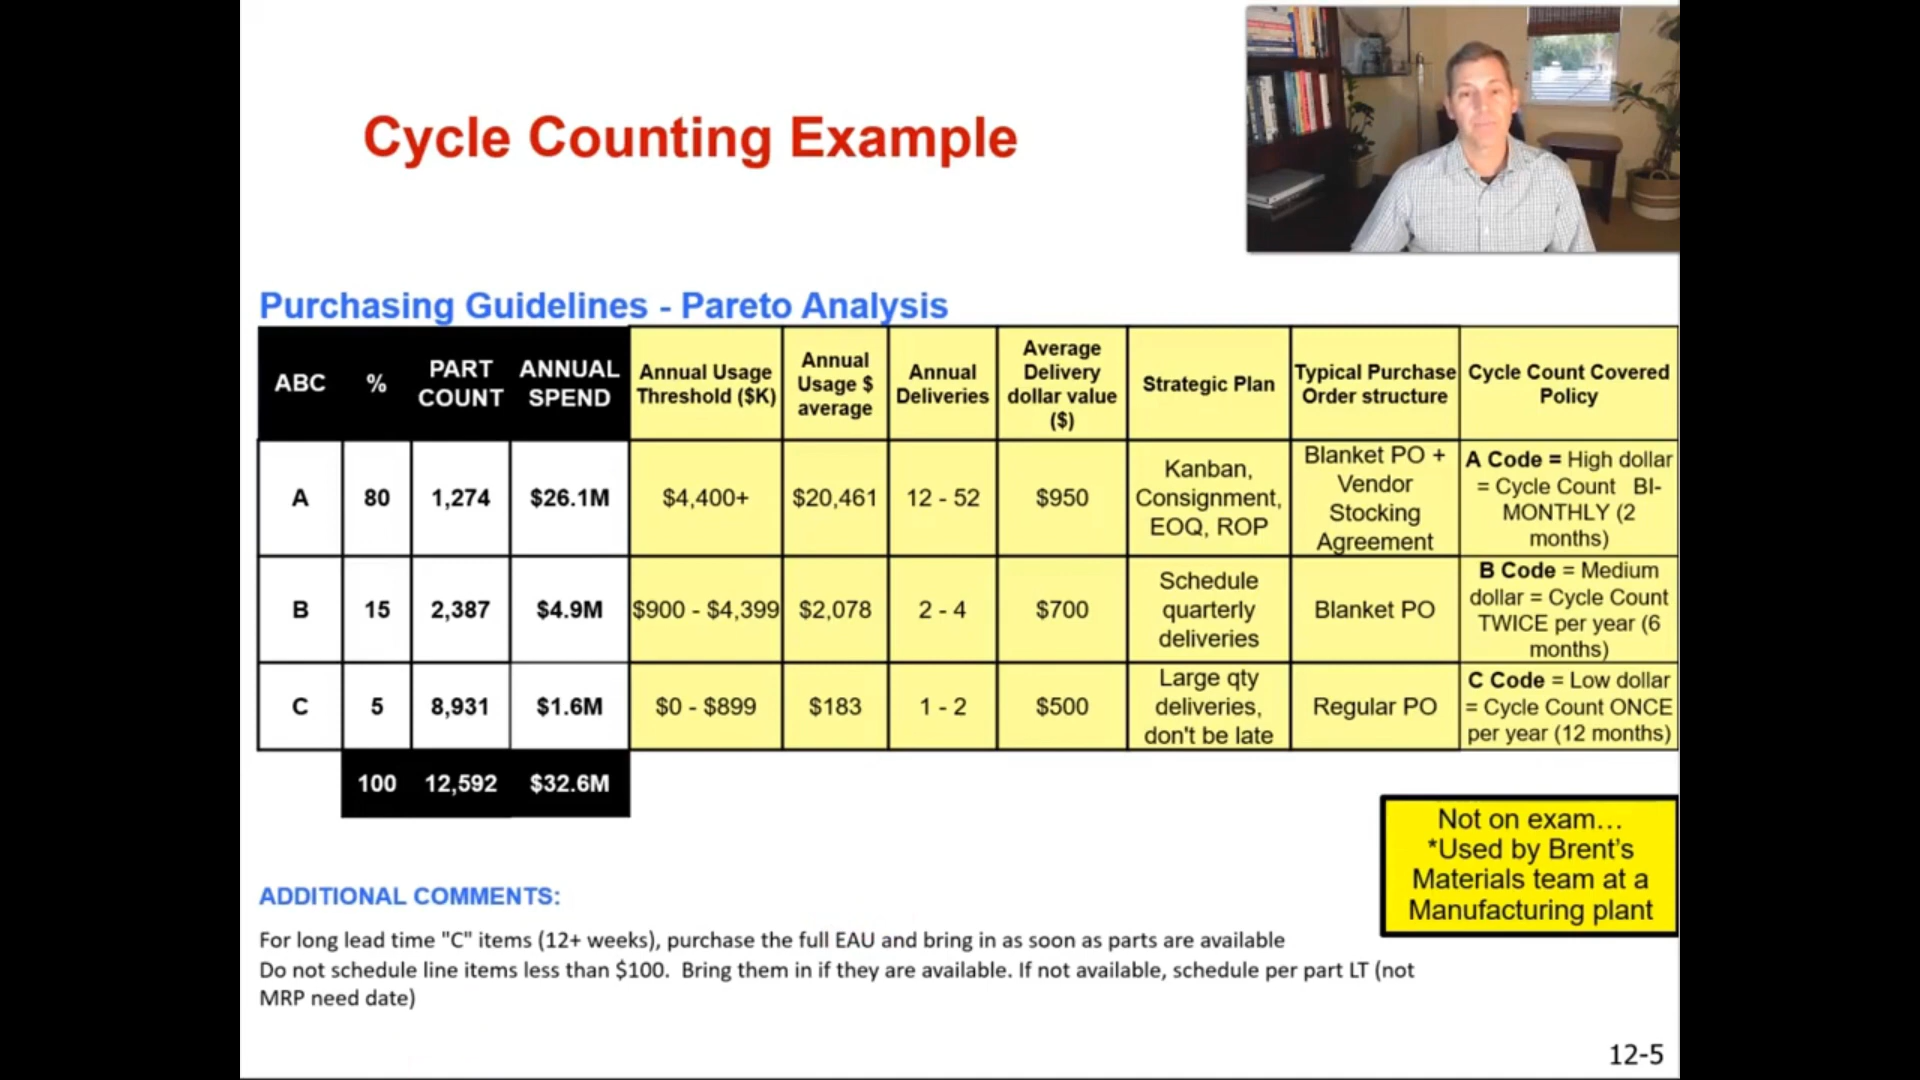 Cycle Counting Example
Purchasing Guidelines - Pareto Analysis
ABC
%
PART
COUNT
ANNUAL
SPEND
Annual Usage
Threshold ($K)
Annual
Usage $
average
Annual
Deliveries
Average
Delivery
dollar value
($)
Strategic Plan
Typical Purchase
Order structure
Cycle Count Covered
Policy
A
80
1,274
$26.1M
$4,400+
$20,461
12 - 52
$950
Kanban,
Consignment,
EOQ, ROP
Blanket PO +
Vendor
Stocking
Agreement
A Code = High dollar
= Cycle Count BI-
MONTHLY (2
months)
B
15
2,387
$4.9M
$900 - $4,399
$2,078
2 - 4
$700
Schedule
quarterly
deliveries
Blanket PO
B Code = Medium
dollar = Cycle Count
TWICE per year (6
months)
C
5
8,931
$1.6M
$0 - $899
$183
1 - 2
$500
Large qty
deliveries,
don't be late
Regular PO
C Code = Low dollar
= Cycle Count ONCE
per year (12 months)
100
12,592
$32.6M
Not on exam…
*Used by Brent's
Materials team at a
Manufacturing plant
ADDITIONAL COMMENTS:
For long lead time "C" items (12+ weeks), purchase the full EAU and bring in as soon as parts are available
Do not schedule line items less than $100. Bring them in if they are available. If not available, schedule per part LT (not
MRP need date)
12-5